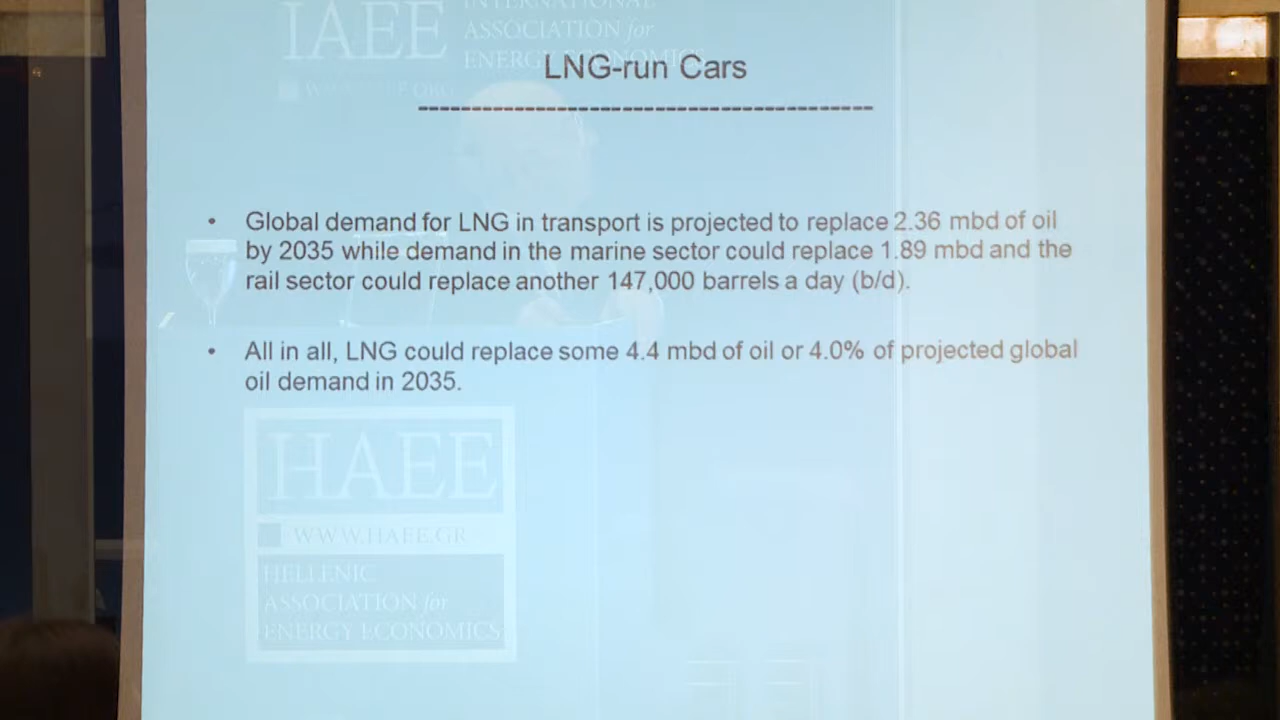 INTERNATIONAL
IAEE
ASSOCIATION for
ENERGY ECONOMICS
LNG-run Cars
• Global demand for LNG in transport is projected to replace 2.36 mbd of oil
by 2035 while demand in the marine sector could replace 1.89 mbd and the
rail sector could replace another 147,000 barrels a day (b/d).
• All in all, LNG could replace some 4.4 mbd of oil or 4.0% of projected global
oil demand in 2035.
HAEE
WWW.HAEE.GR
HELLENIC
ASSOCIATION for
ENERGY ECONOMICS